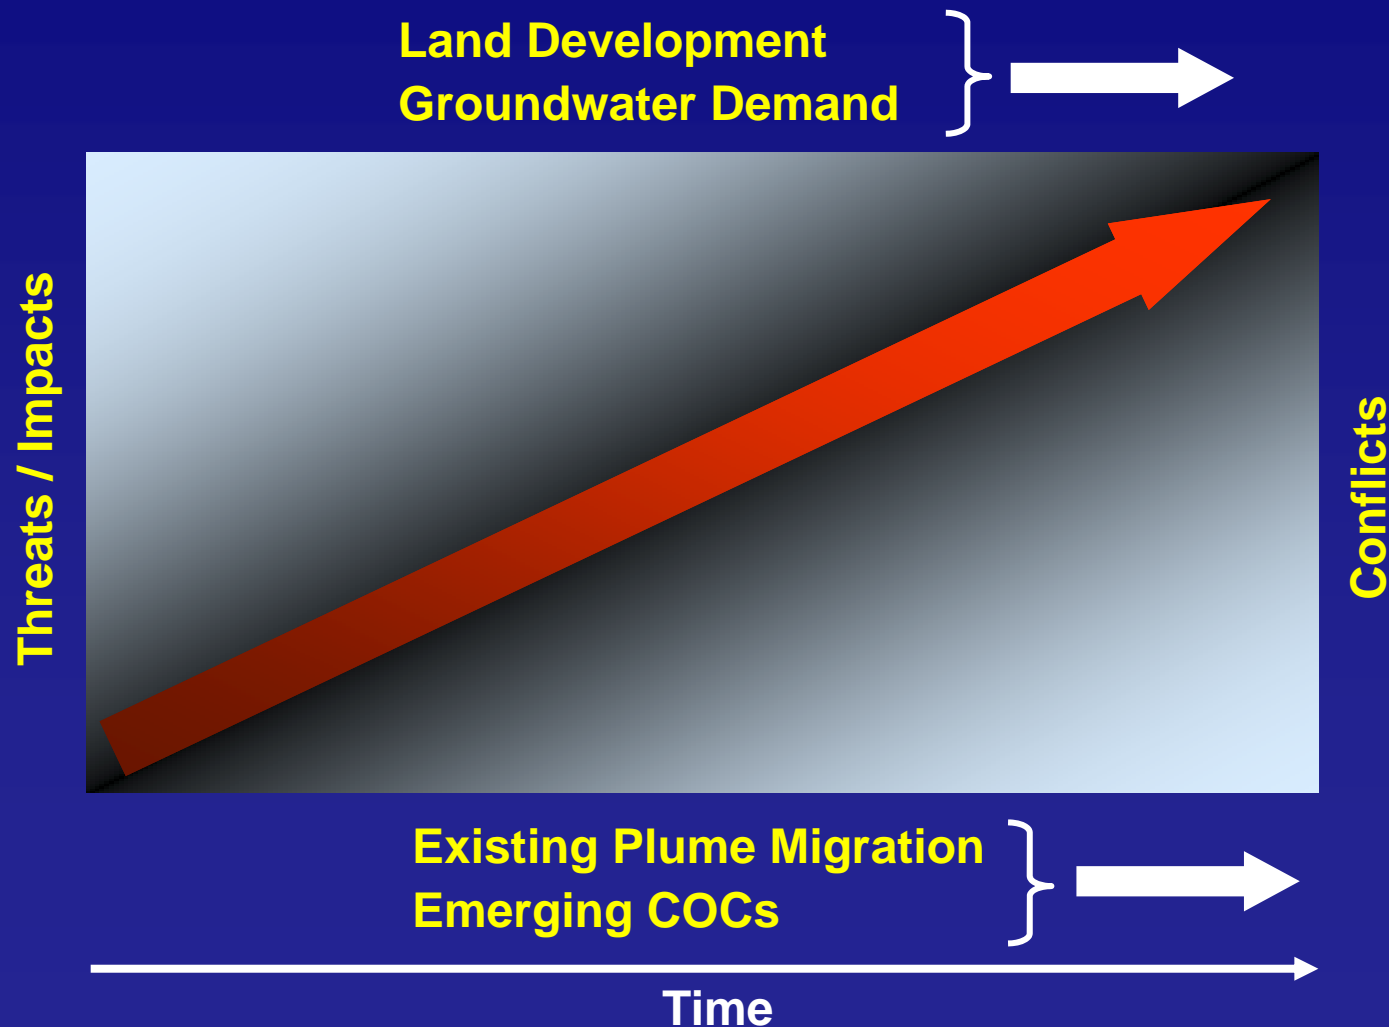 Land Development
Groundwater Demand
Threats / Impacts
Conflicts
Existing Plume Migration
Emerging COCs
Time